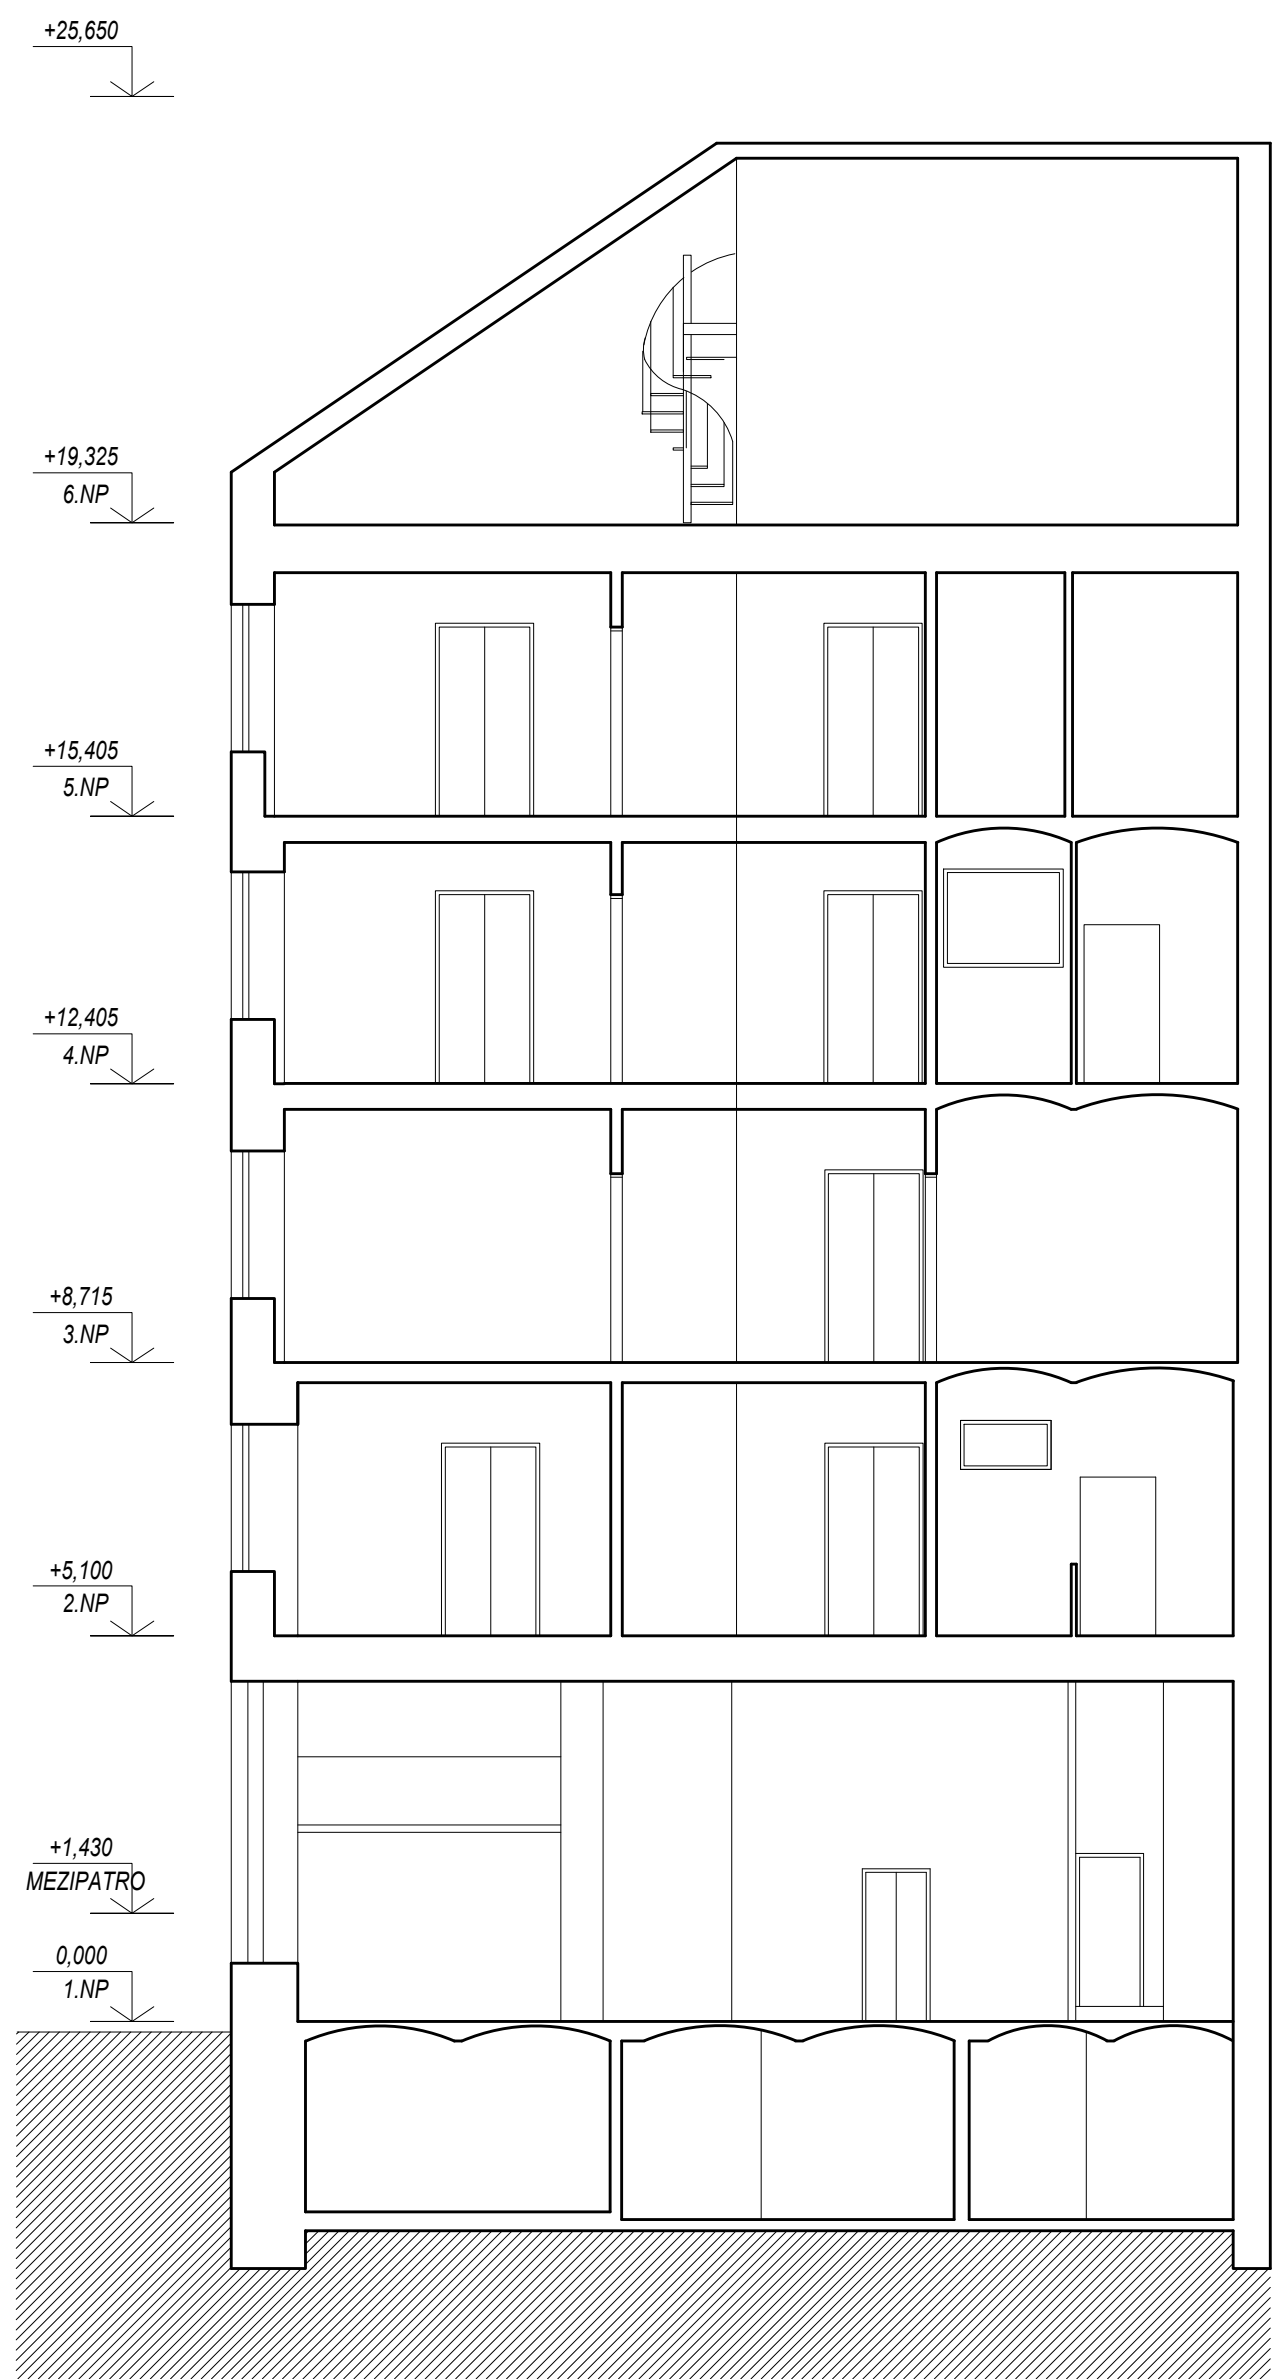 +25,650
+19,325
6.NP
+15,405
5.NP
+12,405
4.NP
+8,715
3.NP
+5,100
2.NP
+1,430
MEZIPATRO
0,000
1.NP